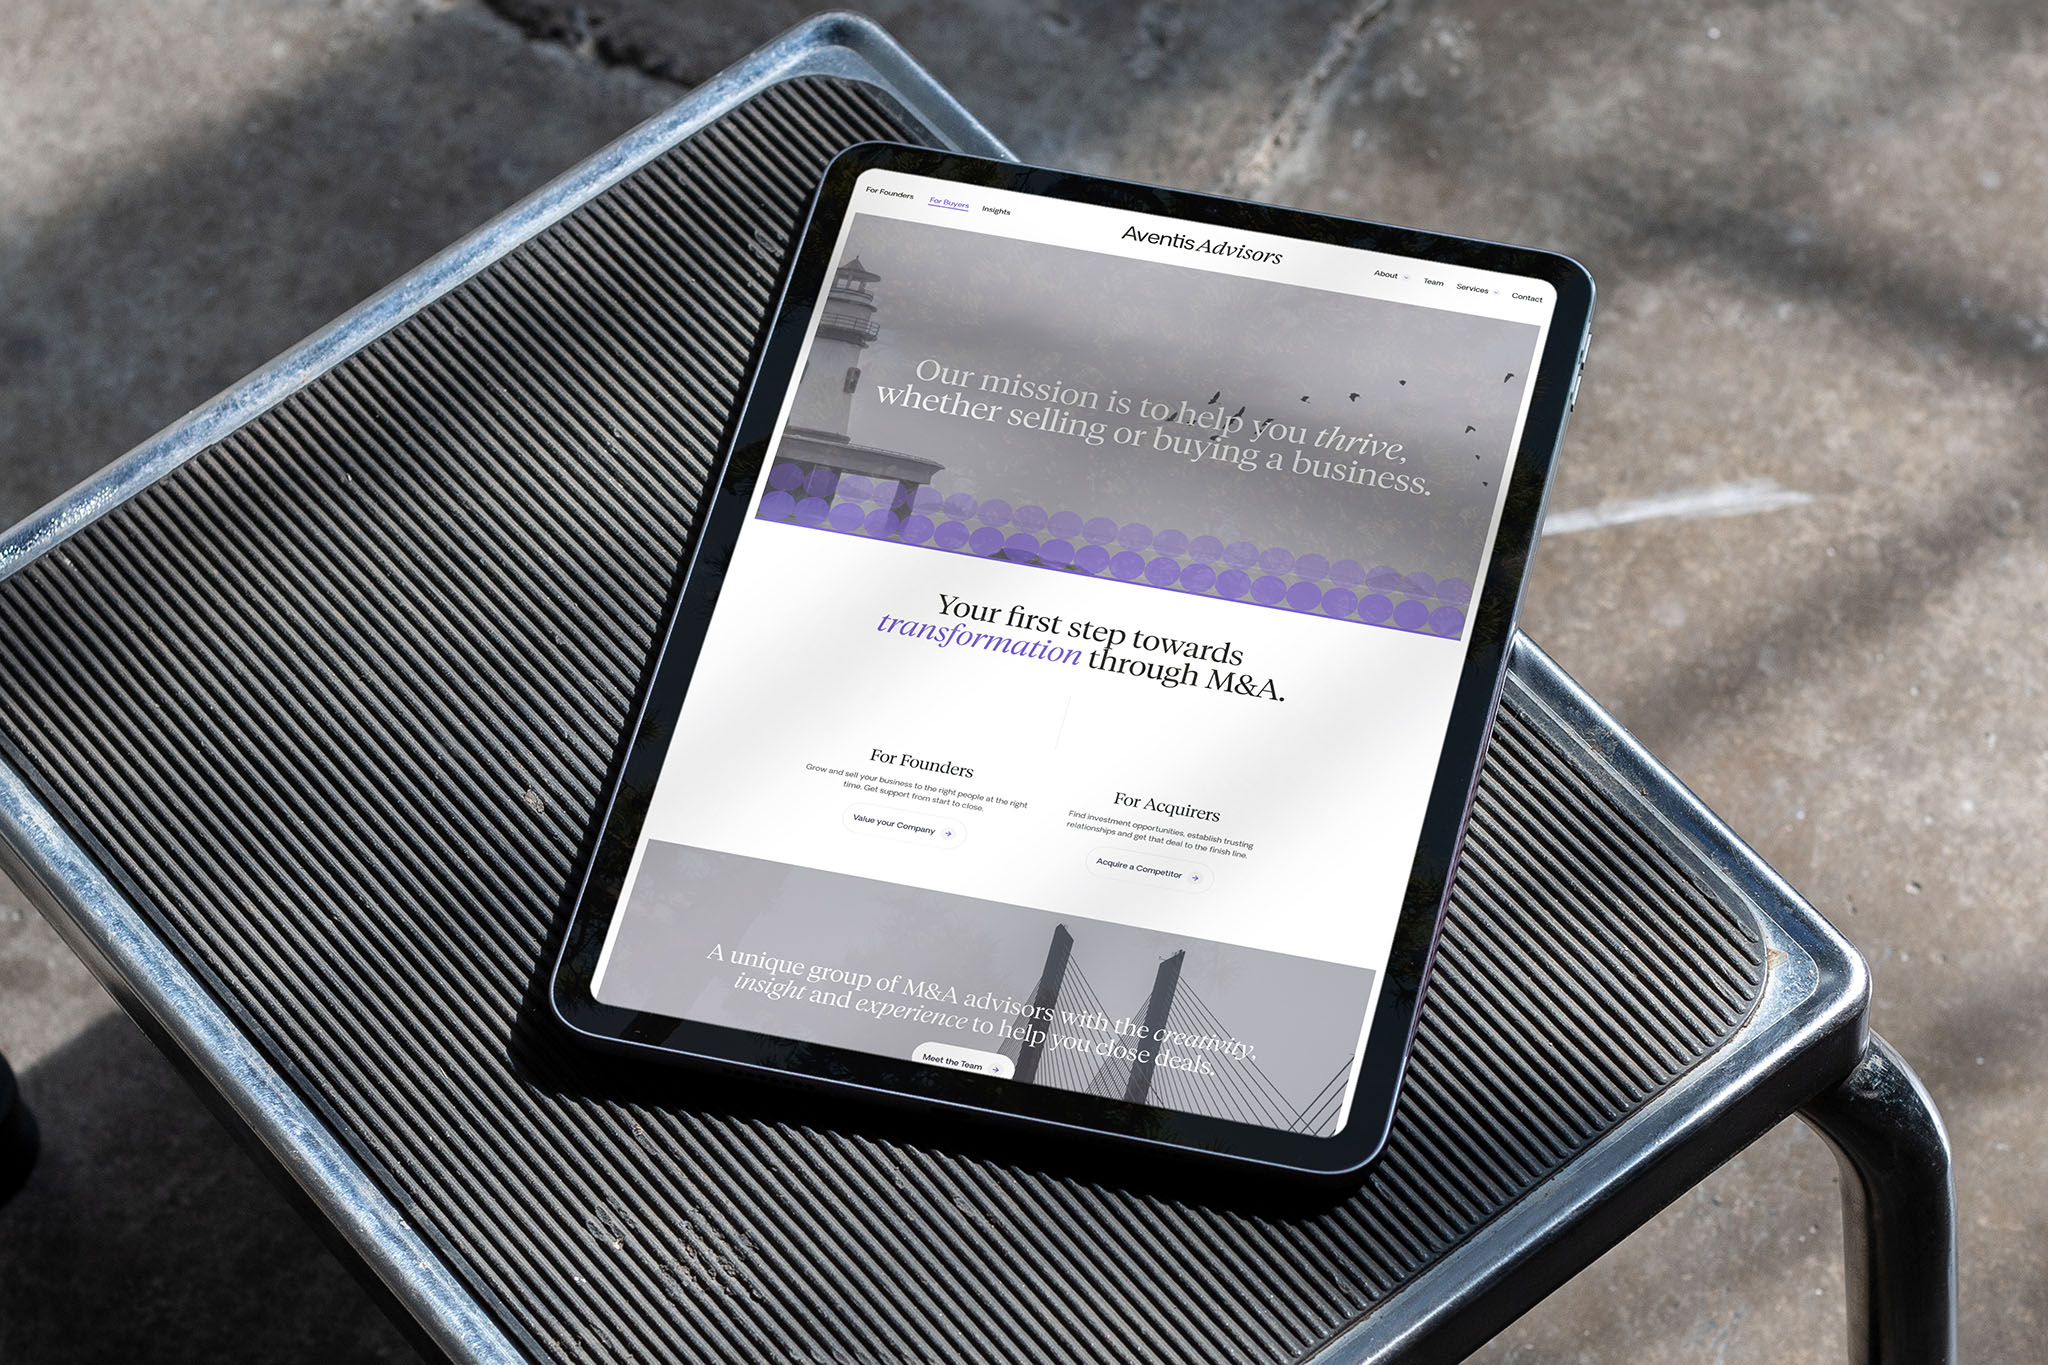 For Founders
For Buyers
Insights
Aventis Advisors
About
Team
Services
Contact
Our mission is to help you thrive,
whether selling or buying a business.
Your first step towards
transformation through M&A.
For Founders
Grow and sell your business to the right people at the right
time. Get support from start to close.
Value your Company
For Acquirers
Find investment opportunities, establish trusting
relationships and get that deal to the finish line.
Acquire a Competitor
A unique group of M&A advisors with the creativity,
insight and experience to help you close deals.
Meet the Team